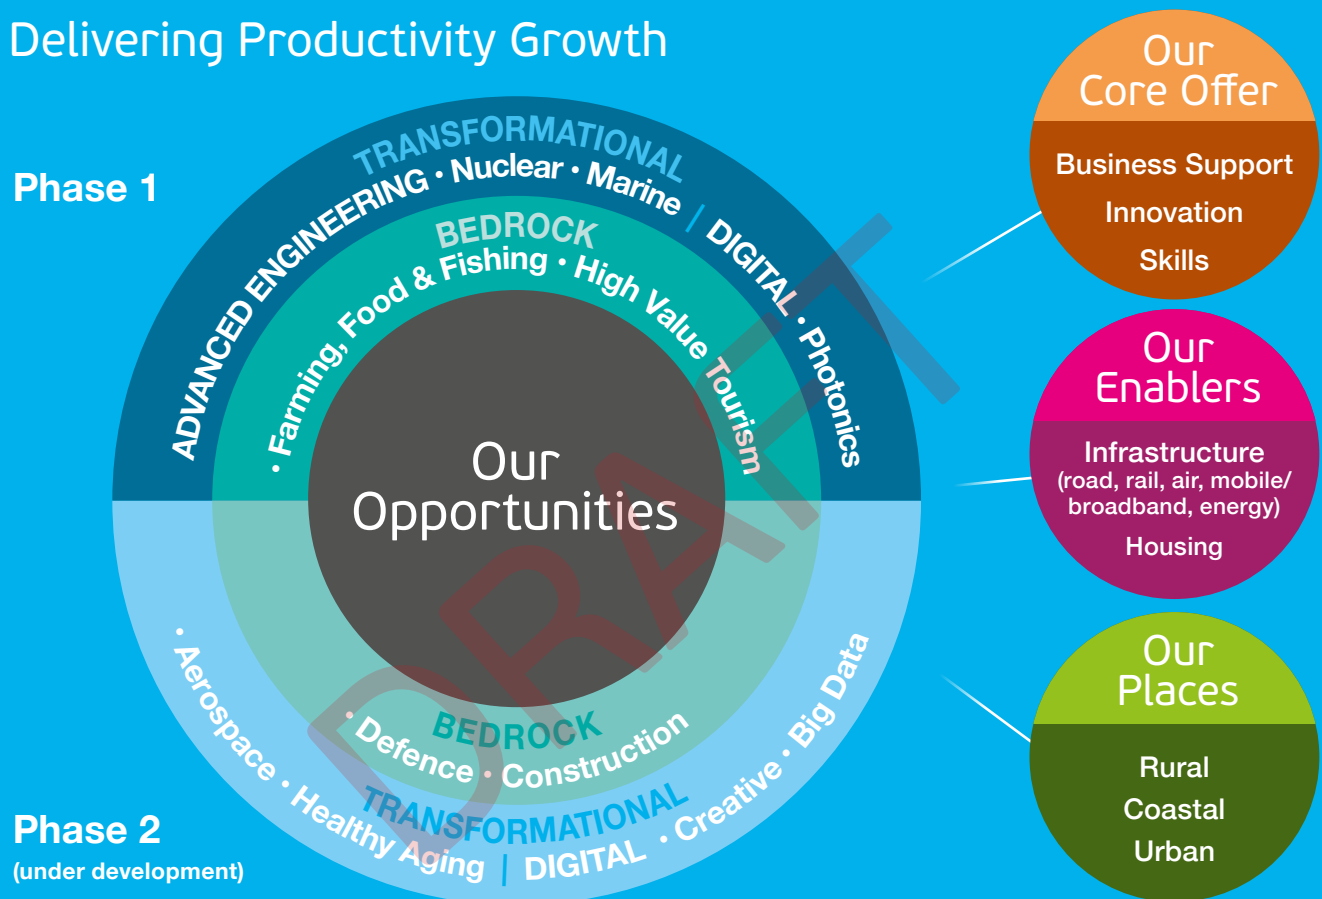 Delivering Productivity Growth
Phase 1
TRANSFORMATIONAL
ADVANCED ENGINEERING · Nuclear · Marine | DIGITAL · Photonics
BEDROCK
· Farming, Food & Fishing · High Value Tourism
Our
Opportunities
· Defence · Construction
BEDROCK
· Aerospace · Healthy Aging | DIGITAL · Creative · Big Data
TRANSFORMATIONAL
Phase 2
(under development)
DRAFT
Our
Core Offer
Business Support
Innovation
Skills
Our
Enablers
Infrastructure
(road, rail, air, mobile/
broadband, energy)
Housing
Our
Places
Rural
Coastal
Urban